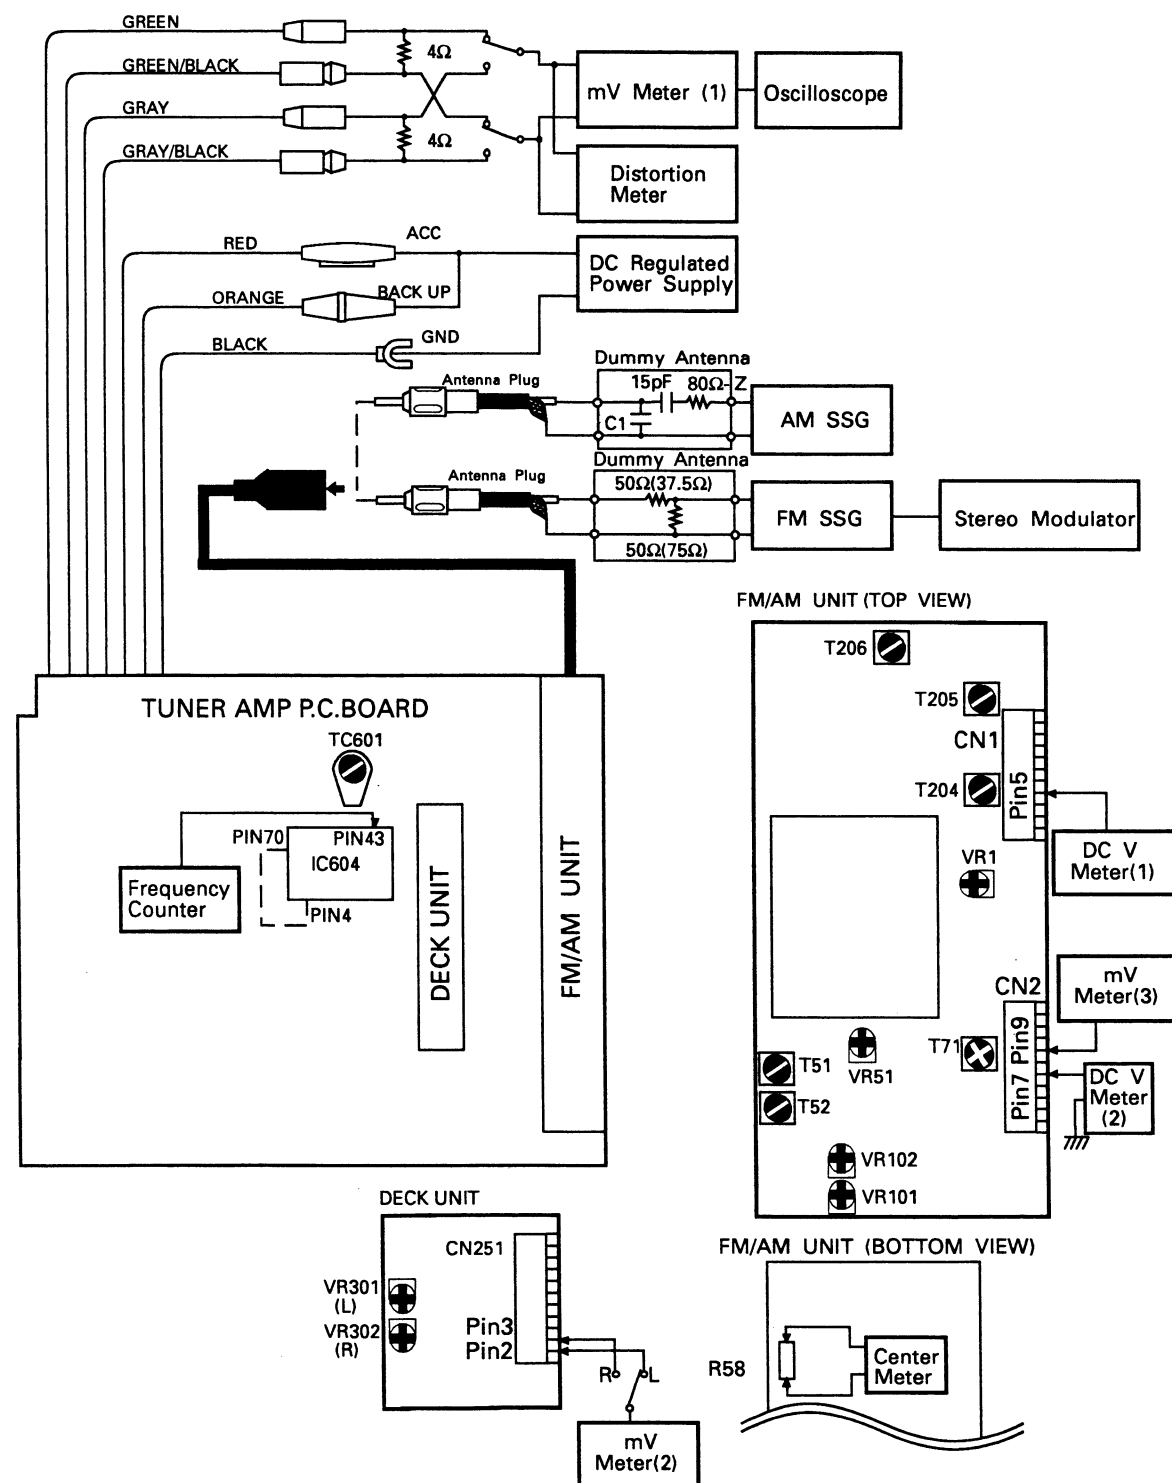 GREEN
4Ω
GREEN/BLACK
mV Meter (1)
Oscilloscope
GRAY
4Ω
GRAY/BLACK
Distortion
Meter
RED
ACC
DC Regulated
Power Supply
ORANGE
BACK UP
BLACK
GND
Dummy Antenna
Antenna Plug
15pF
80Ω-Z
C1
AM SSG
Dummy Antenna
Antenna Plug
50Ω(37.5Ω)
FM SSG
Stereo Modulator
50Ω(75Ω)
FM/AM UNIT (TOP VIEW)
T206
T205
CN1
T204
Pin5
VR1
DC V
Meter(1)
CN2
mV
Meter(3)
T71
Pin9
Pin7
VR51
T51
T52
DC V
Meter
(2)
VR102
VR101
TUNER AMP P.C.BOARD
TC601
PIN70
PIN43
IC604
PIN4
Frequency
Counter
DECK UNIT
FM/AM UNIT
DECK UNIT
CN251
VR301
(L)
VR302
(R)
Pin3
Pin2
R
L
mV
Meter(2)
FM/AM UNIT (BOTTOM VIEW)
R58
Center
Meter